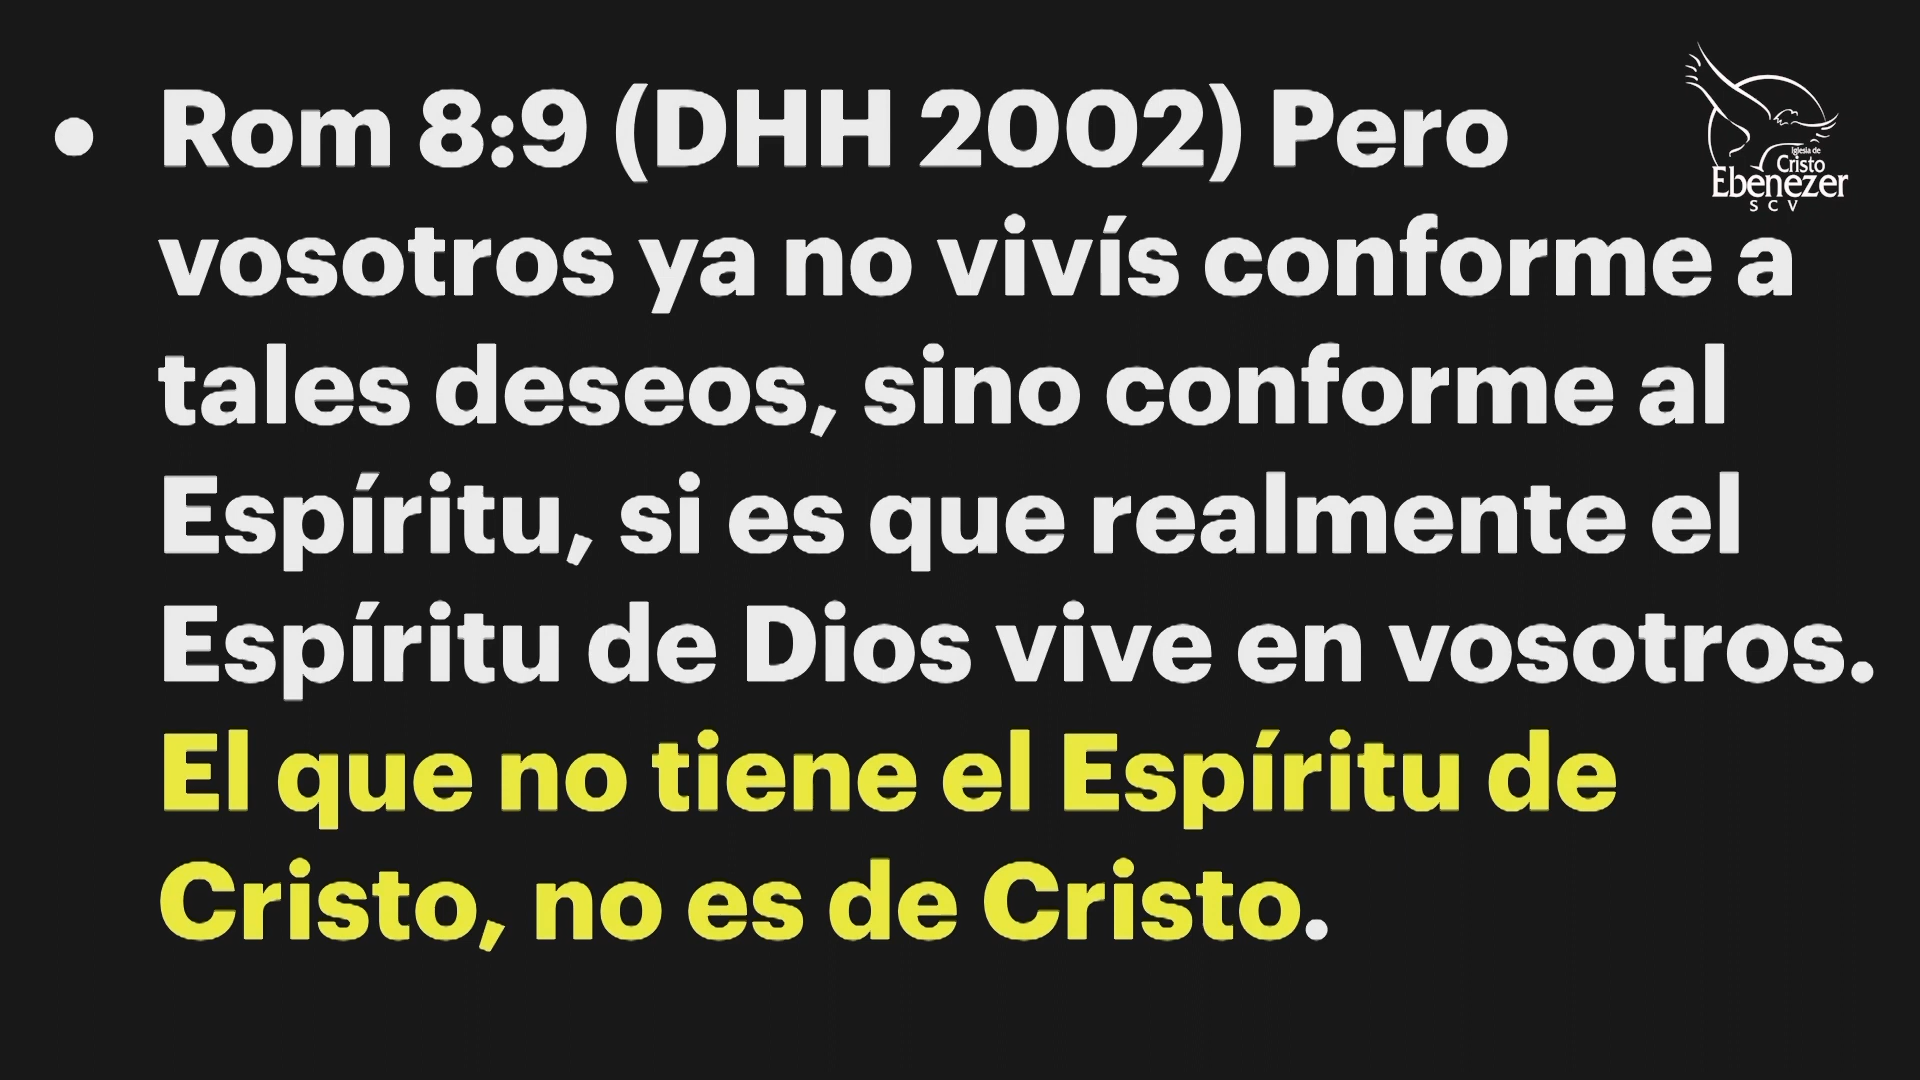 • Rom 8:9 (DHH 2002) Pero
vosotros ya no vivís conforme a
tales deseos, sino conforme al
Espíritu, si es que realmente el
Espíritu de Dios vive en vosotros.
El que no tiene el Espíritu de
Cristo, no es de Cristo.
Iglesia de
Cristo
Ebenezer
SCV